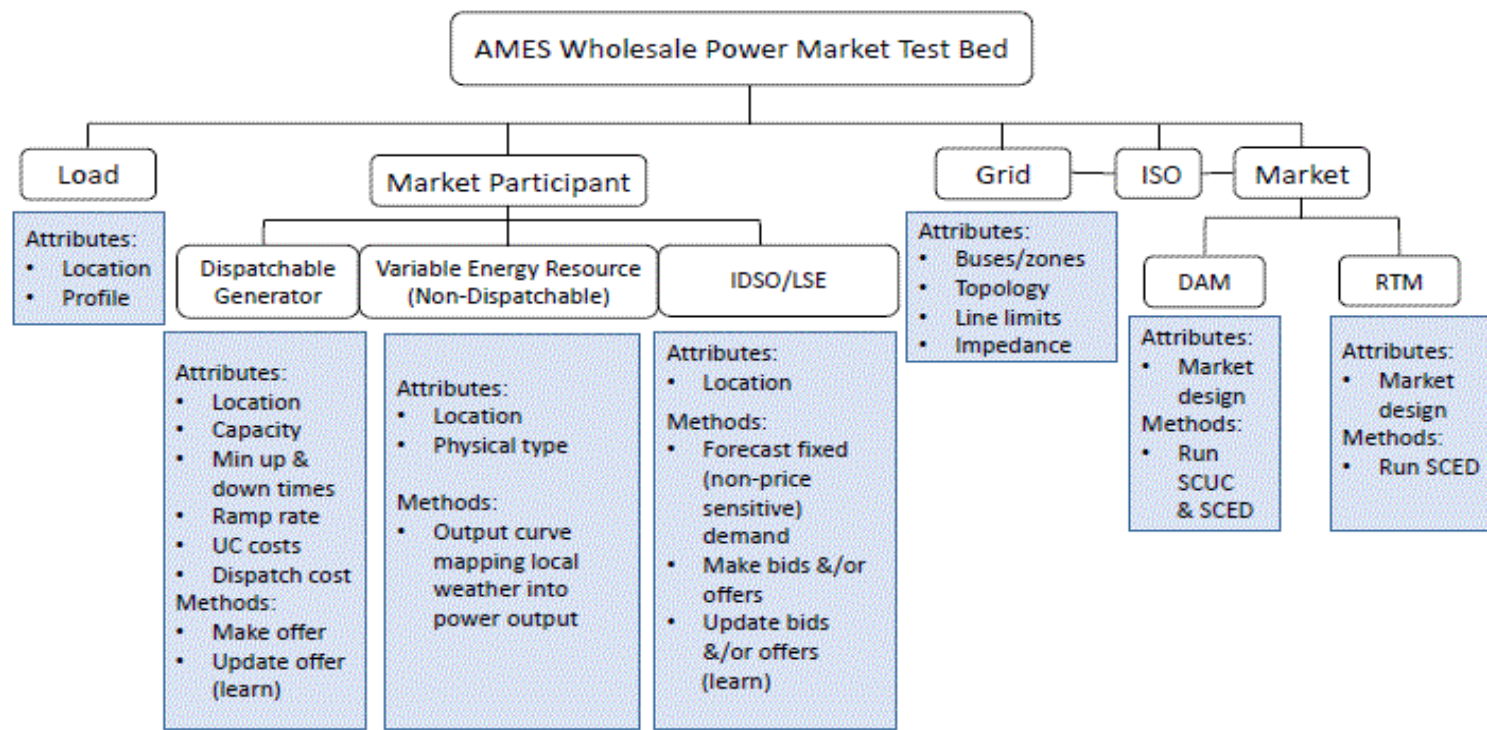 AMES Wholesale Power Market Test Bed
Load
Market Participant
Grid
ISO
Market
Attributes:
• Location
• Profile
Dispatchable
Generator
Variable Energy Resource
(Non-Dispatchable)
IDSO/LSE
Attributes:
• Buses/zones
• Topology
• Line limits
• Impedance
DAM
RTM
Attributes:
• Location
• Capacity
• Min up &
down times
• Ramp rate
• UC costs
• Dispatch cost
Methods:
• Make offer
• Update offer
(learn)
Attributes:
• Location
• Physical type
Methods:
• Output curve
mapping local
weather into
power output
Attributes:
• Location
Methods:
• Forecast fixed
(non-price
sensitive)
demand
• Make bids &/or
offers
• Update bids
&/or offers
(learn)
Attributes:
• Market
design
Methods:
• Run
SCUC
& SCED
Attributes:
• Market
design
Methods:
• Run SCED